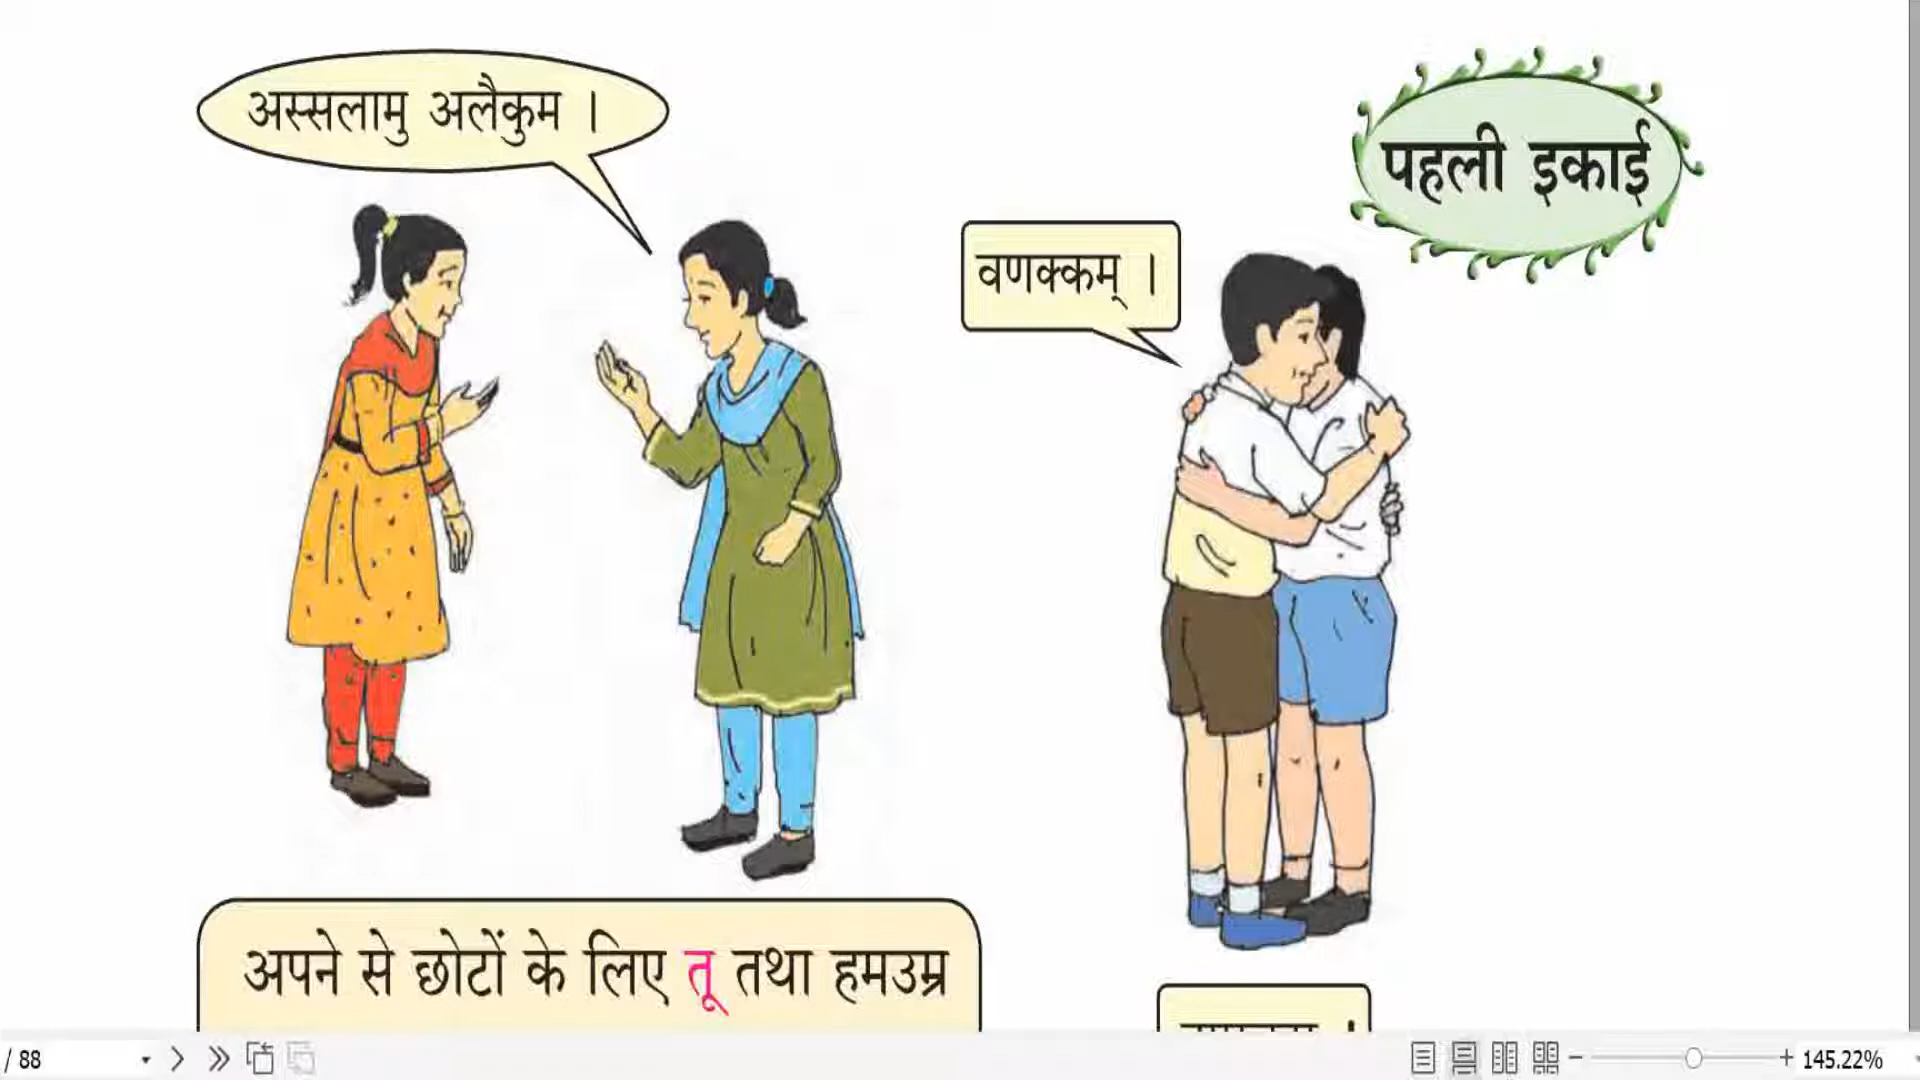 अस्सलामु अलैकुम ।
पहली इकाई
वणक्कम् ।
अपने से छोटों के लिए तू तथा हमउम्र
/ 88
145.22%